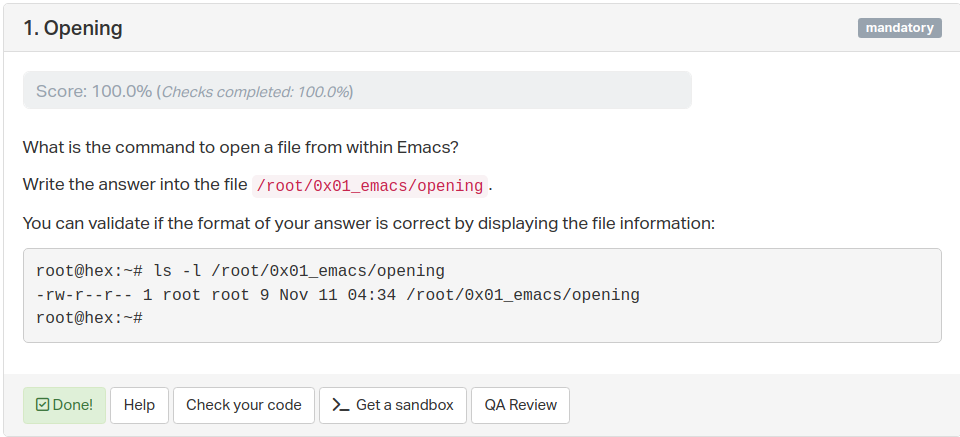 1. Opening
mandatory
Score: 100.0% (Checks completed: 100.0%)
What is the command to open a file from within Emacs?
Write the answer into the file /root/0x01_emacs/opening.
You can validate if the format of your answer is correct by displaying the file information:
root@hex:~# ls -l /root/0x01_emacs/opening
-rw-r--r-- 1 root root 9 Nov 11 04:34 /root/0x01_emacs/opening
root@hex:~#
Done! Help Check your code Get a sandbox QA Review